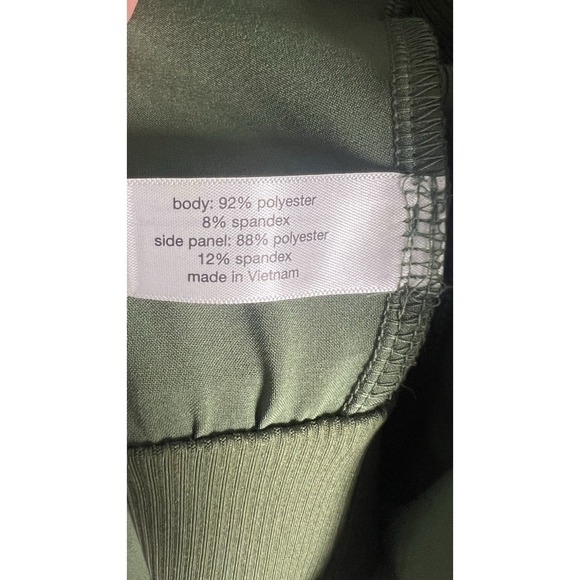 body: 92% polyester
8% spandex
side panel: 88% polyester
12% spandex
made in Vietnam